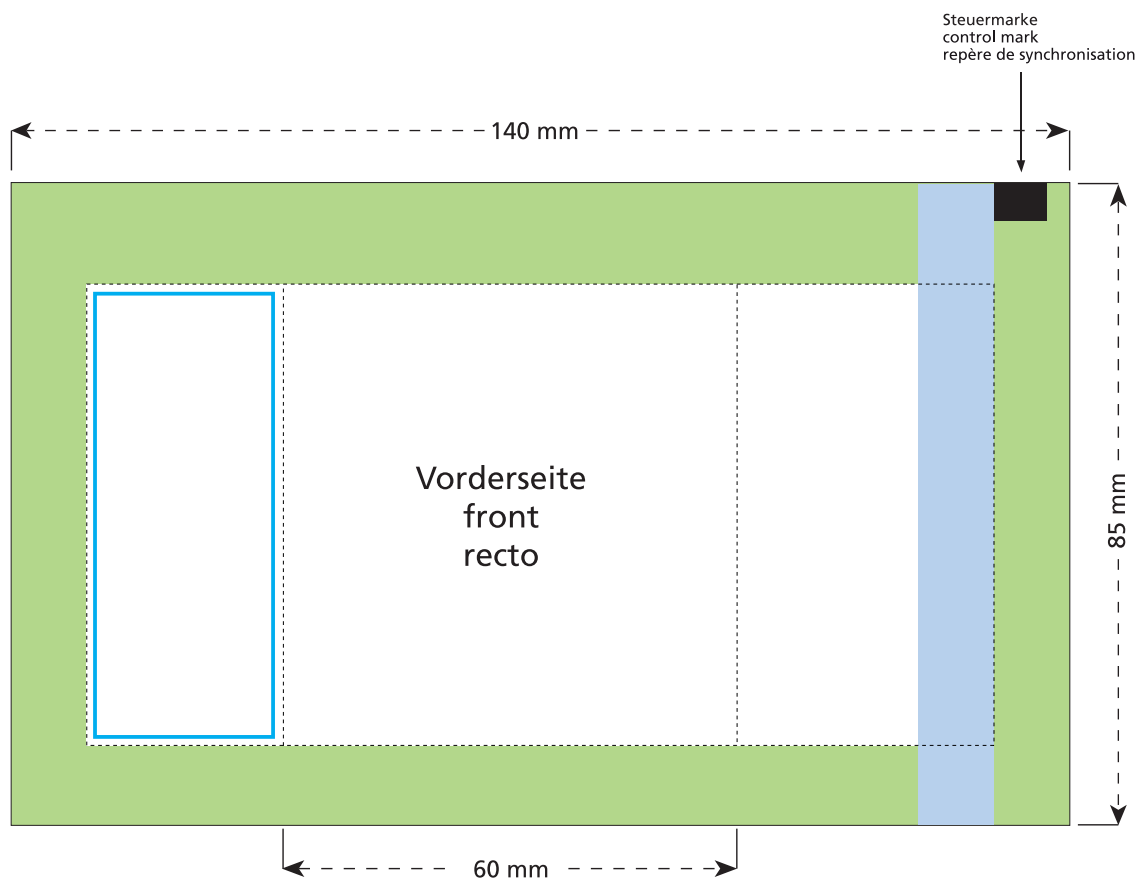 Steuermarke
control mark
repère de synchronisation
140 mm
Vorderseite
front
recto
85 mm
60 mm